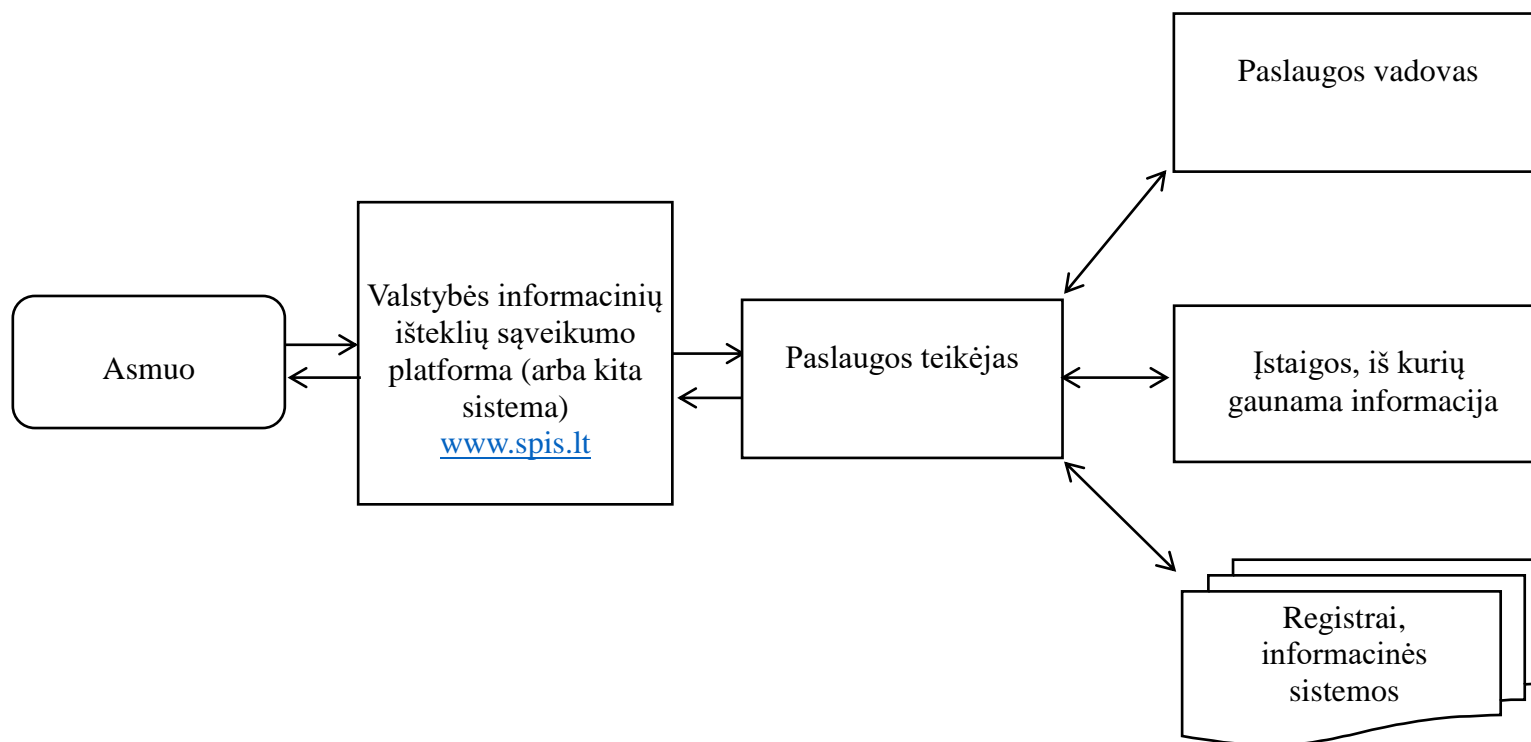 Paslaugos vadovas
Valstybės informacinių
išteklių sąveikumo
platforma (arba kita
sistema)
www.spis.lt
Asmuo
Paslaugos teikėjas
Įstaigos, iš kurių
gaunama informacija
Registrai,
informacinės
sistemos